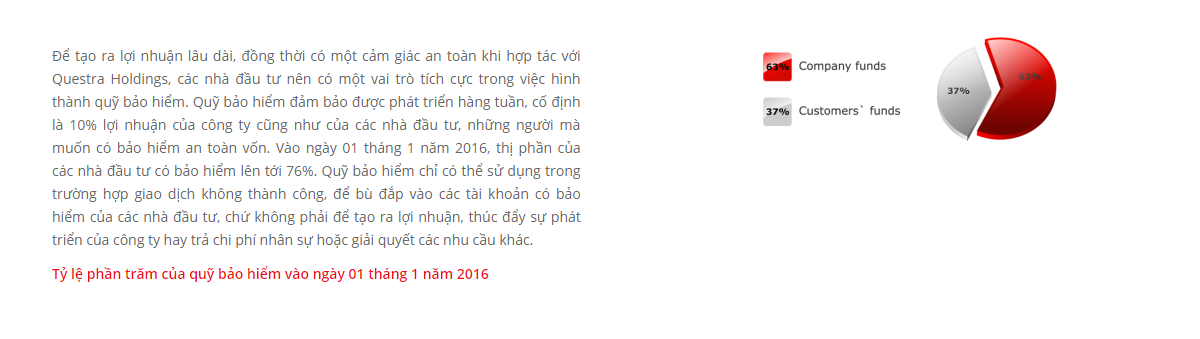 Để tạo ra lợi nhuận lâu dài, đồng thời có một cảm giác an toàn khi hợp tác với
Questra Holdings, các nhà đầu tư nên có một vai trò tích cực trong việc hình
thành quỹ bảo hiểm. Quỹ bảo hiểm đảm bảo được phát triển hàng tuần, cố định
là 10% lợi nhuận của công ty cũng như của các nhà đầu tư, những người mà
muốn có bảo hiểm an toàn vốn. Vào ngày 01 tháng 1 năm 2016, thị phần của
các nhà đầu tư có bảo hiểm lên tới 76%. Quỹ bảo hiểm chỉ có thể sử dụng trong
trường hợp giao dịch không thành công, để bù đắp vào các tài khoản có bảo
hiểm của các nhà đầu tư, chứ không phải để tạo ra lợi nhuận, thúc đẩy sự phát
triển của công ty hay trả chi phí nhân sự hoặc giải quyết các nhu cầu khác.
Tỷ lệ phần trăm của quỹ bảo hiểm vào ngày 01 tháng 1 năm 2016
63% Company funds
37% Customers` funds
63%
37%